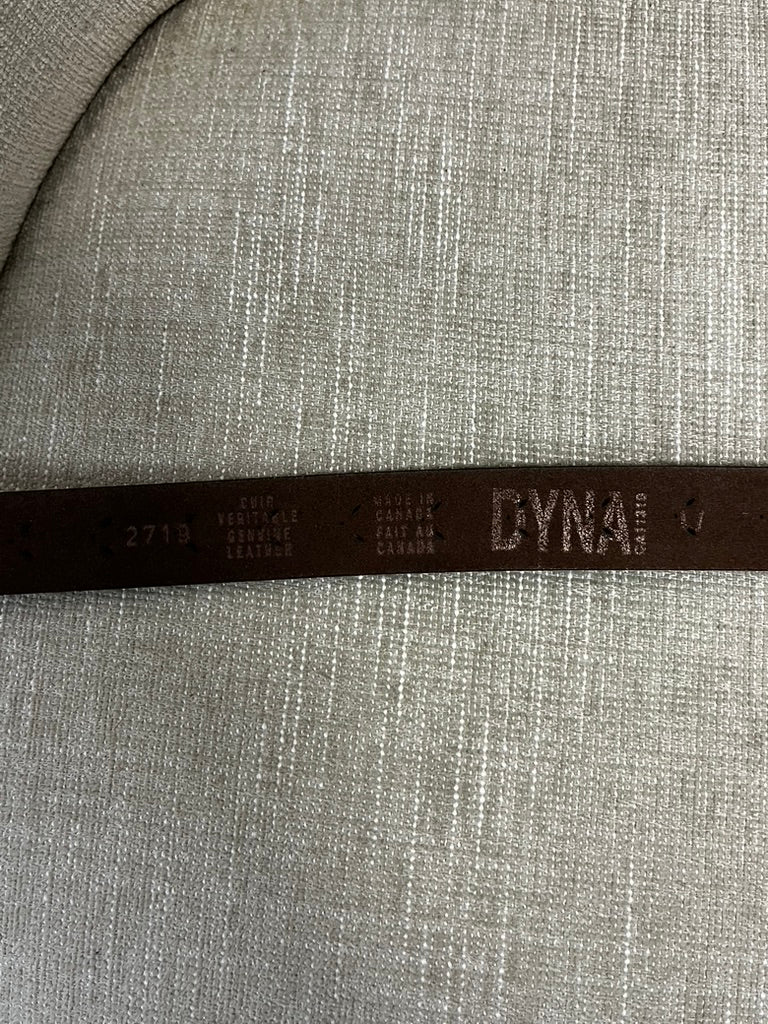 2719
CUIR
VERITABLE
GENUINE
LEATHER
MADE IN
CANADA
FAIT AU
CANADA
DYNA